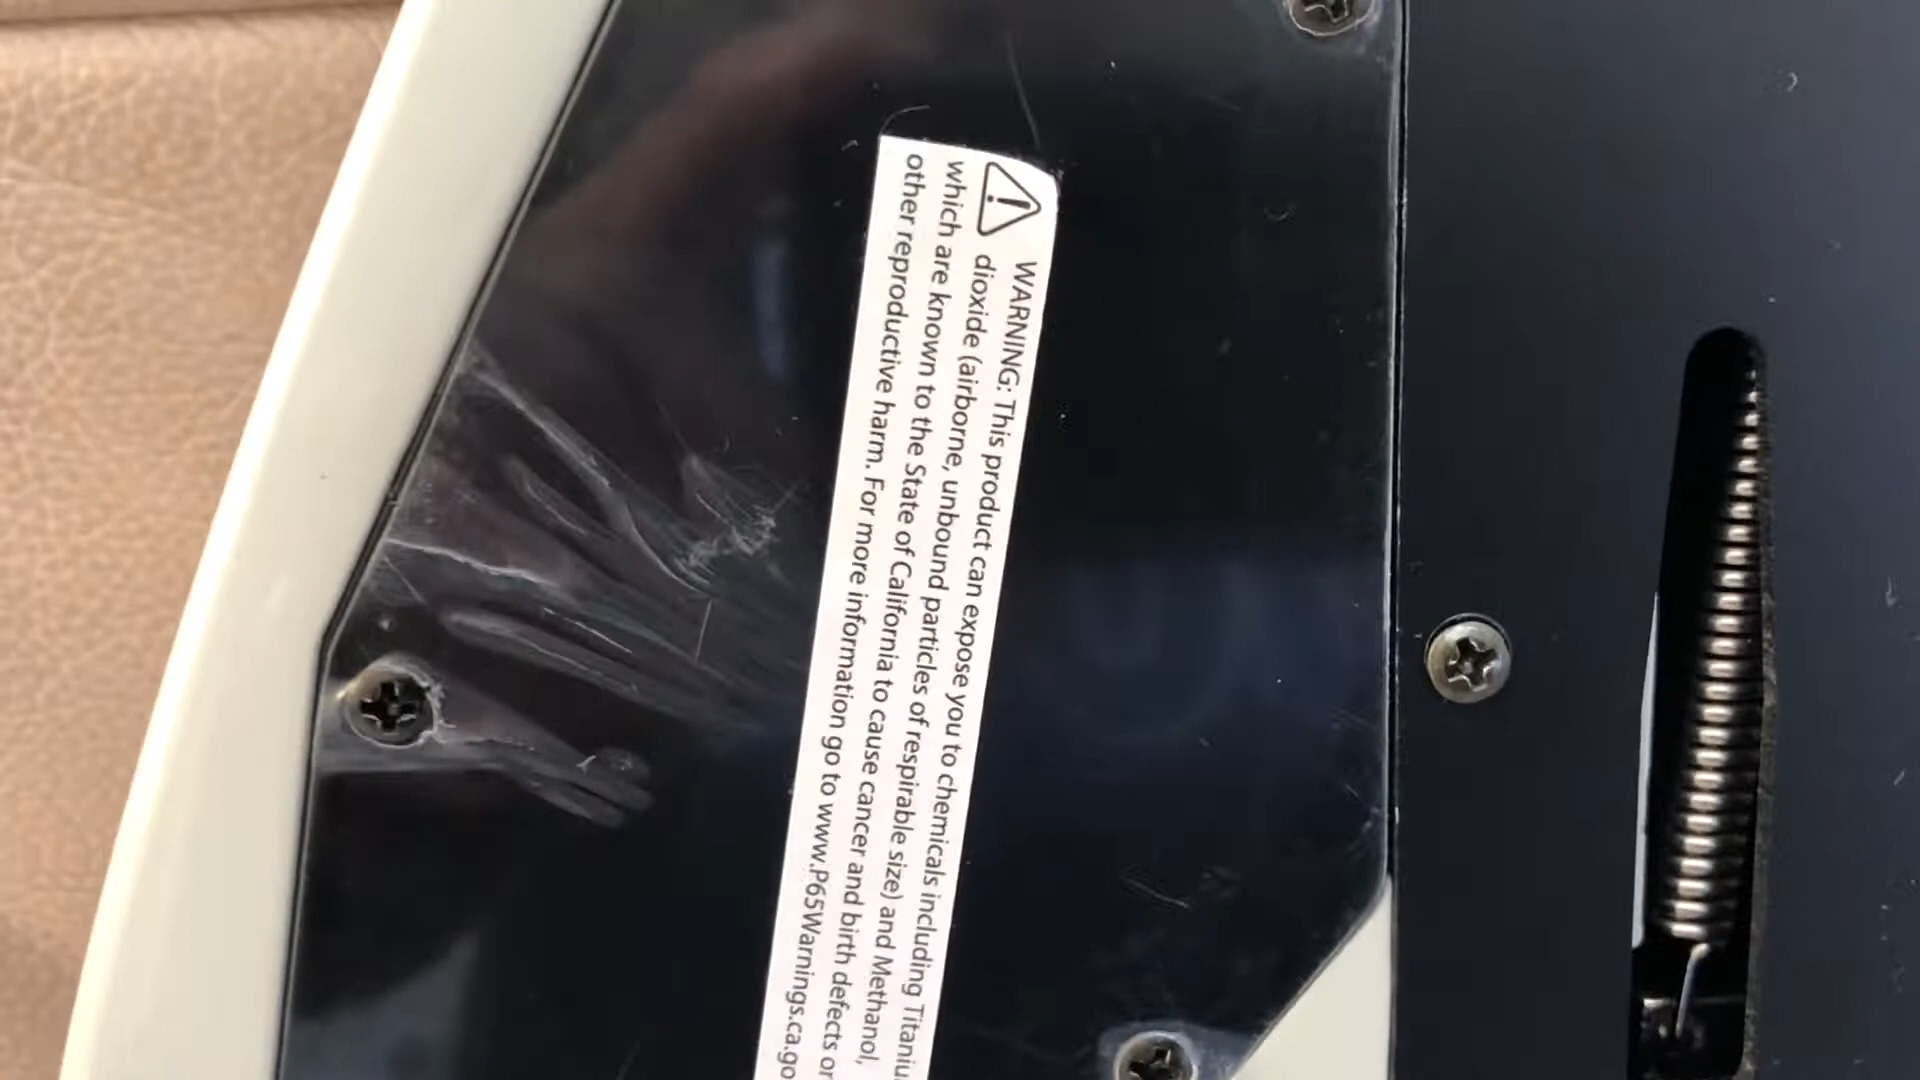 WARNING: This product can expose you to chemicals including Titaniu
dioxide (airborne, unbound particles of respirable size) and Methanol,
which are known to the State of California to cause cancer and birth defects or
other reproductive harm. For more information go to www.P65Warnings.ca.go